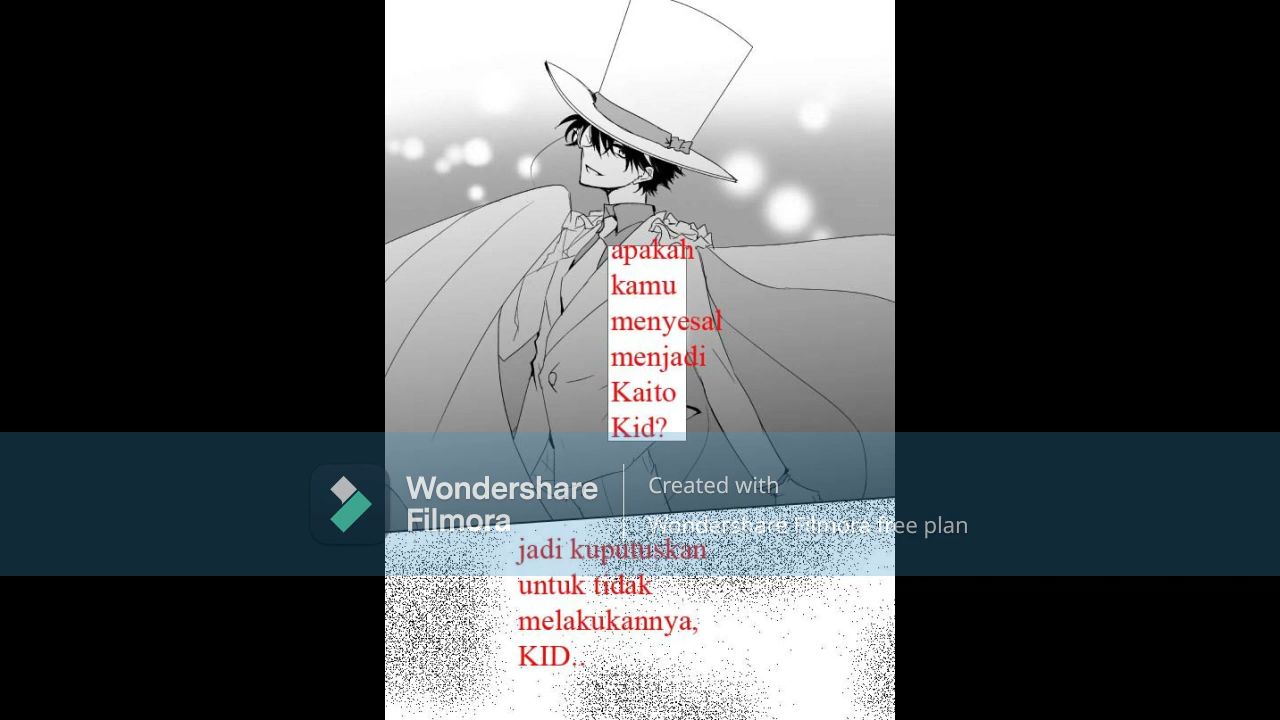 apakah
kamu
menyesal
menjadi
Kaito
Kid?
Wondershare
Filmora
Created with
Wondershare Filmora free plan
jadi kuputuskan
untuk tidak
melakukannya,
KID..